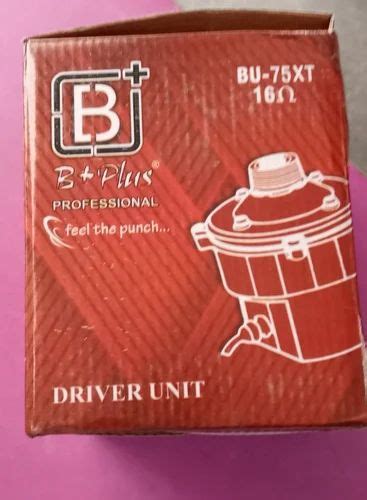 B+
BU-75XT
16Ω
B+Plus®
PROFESSIONAL
feel the punch...
DRIVER UNIT